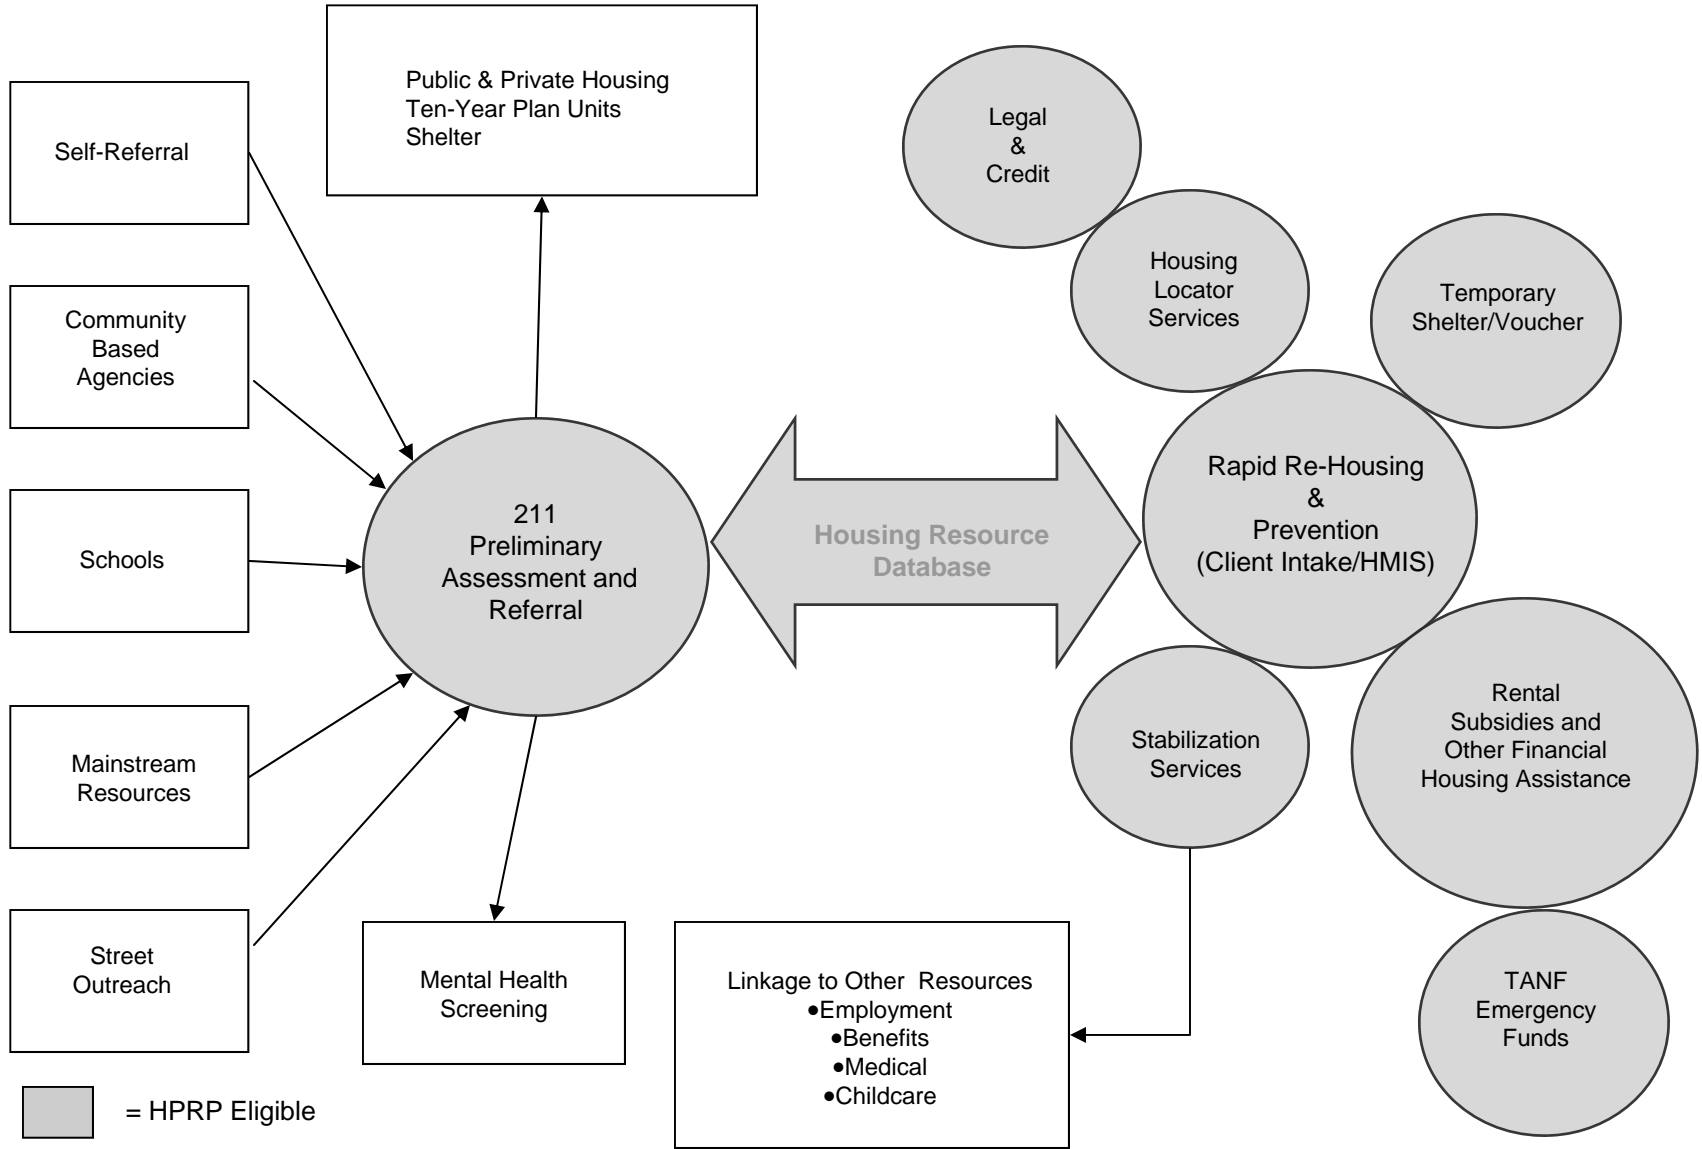 Public & Private Housing
Ten-Year Plan Units
Shelter
Self-Referral
Community
Based
Agencies
Schools
Mainstream
Resources
Street
Outreach
211
Preliminary
Assessment and
Referral
Mental Health
Screening
Housing Resource
Database
Legal
&
Credit
Housing
Locator
Services
Temporary
Shelter/Voucher
Rapid Re-Housing
&
Prevention
(Client Intake/HMIS)
Stabilization
Services
Rental
Subsidies and
Other Financial
Housing Assistance
TANF
Emergency
Funds
Linkage to Other  Resources
•Employment
•Benefits
•Medical
•Childcare
= HPRP Eligible